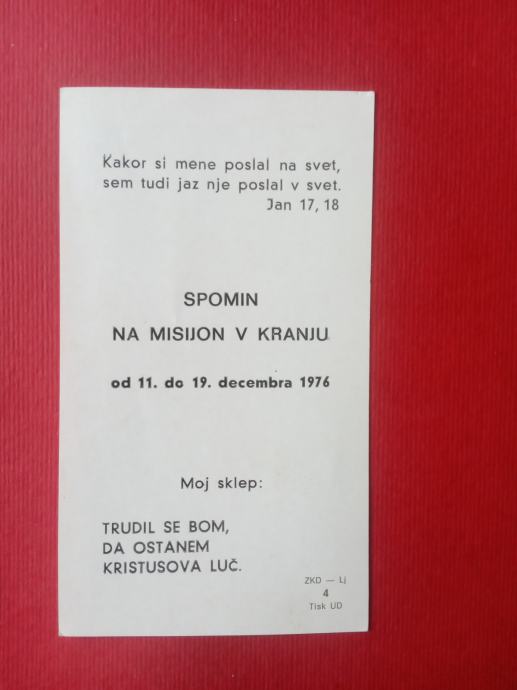 Kakor si mene poslal na svet,
sem tudi jaz nje poslal v svet.
Jan 17, 18
SPOMIN
NA MISIJON V KRANJU
od 11. do 19. decembra 1976
Moj sklep:
TRUDIL SE BOM,
DA OSTANEM
KRISTUSOVA LUČ.
ZKD — Lj
4
Tisk UD